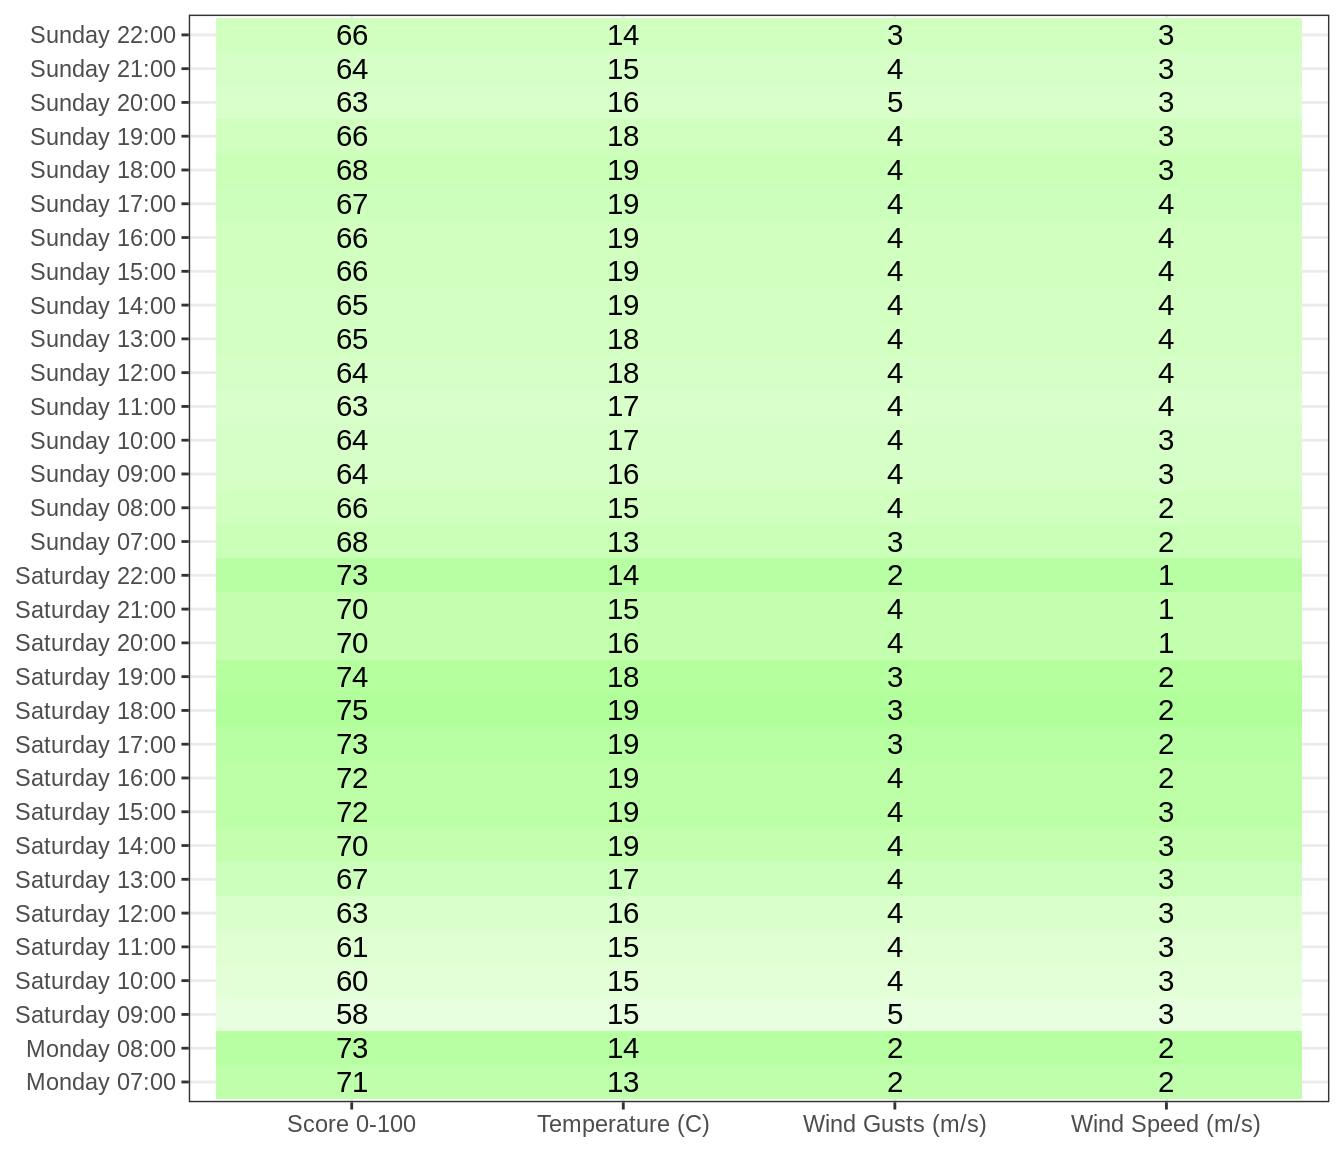 Sunday 22:00 66 14 3 3
Sunday 21:00 64 15 4 3
Sunday 20:00 63 16 5 3
Sunday 19:00 66 18 4 3
Sunday 18:00 68 19 4 3
Sunday 17:00 67 19 4 4
Sunday 16:00 66 19 4 4
Sunday 15:00 66 19 4 4
Sunday 14:00 65 19 4 4
Sunday 13:00 65 18 4 4
Sunday 12:00 64 18 4 4
Sunday 11:00 63 17 4 4
Sunday 10:00 64 17 4 3
Sunday 09:00 64 16 4 3
Sunday 08:00 66 15 4 2
Sunday 07:00 68 13 3 2
Saturday 22:00 73 14 2 1
Saturday 21:00 70 15 4 1
Saturday 20:00 70 16 4 1
Saturday 19:00 74 18 3 2
Saturday 18:00 75 19 3 2
Saturday 17:00 73 19 3 2
Saturday 16:00 72 19 4 2
Saturday 15:00 72 19 4 3
Saturday 14:00 70 19 4 3
Saturday 13:00 67 17 4 3
Saturday 12:00 63 16 4 3
Saturday 11:00 61 15 4 3
Saturday 10:00 60 15 4 3
Saturday 09:00 58 15 5 3
Monday 08:00 73 14 2 2
Monday 07:00 71 13 2 2
Score 0-100 Temperature (C) Wind Gusts (m/s) Wind Speed (m/s)